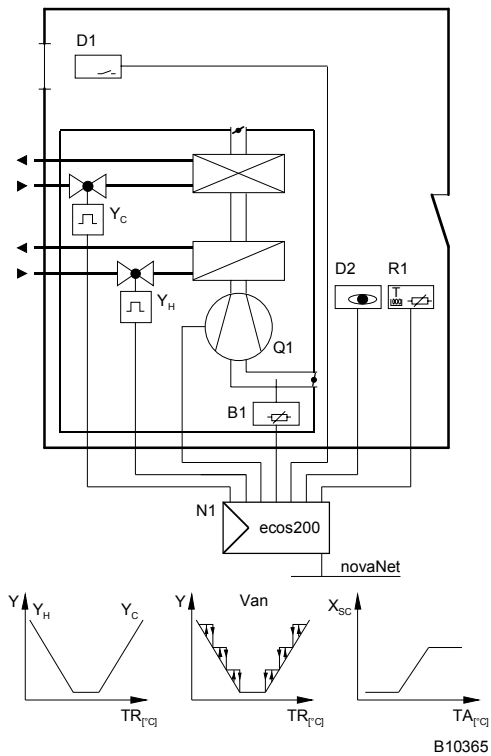 D1
Y_C
Y_H
D2 R1
T
Q1
B1
N1 ecos200
novaNet
Y Y_H Y_C
TR[°C]
Y Van
TR[°C]
X_SC
TA[°C]
B10365